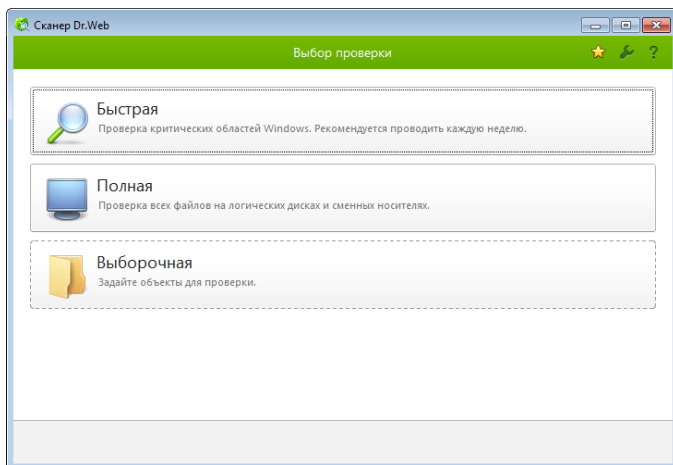 Сканер Dr.Web
Выбор проверки
?
Быстрая
Проверка критических областей Windows. Рекомендуется проводить каждую неделю.
Полная
Проверка всех файлов на логических дисках и сменных носителях.
Выборочная
Задайте объекты для проверки.